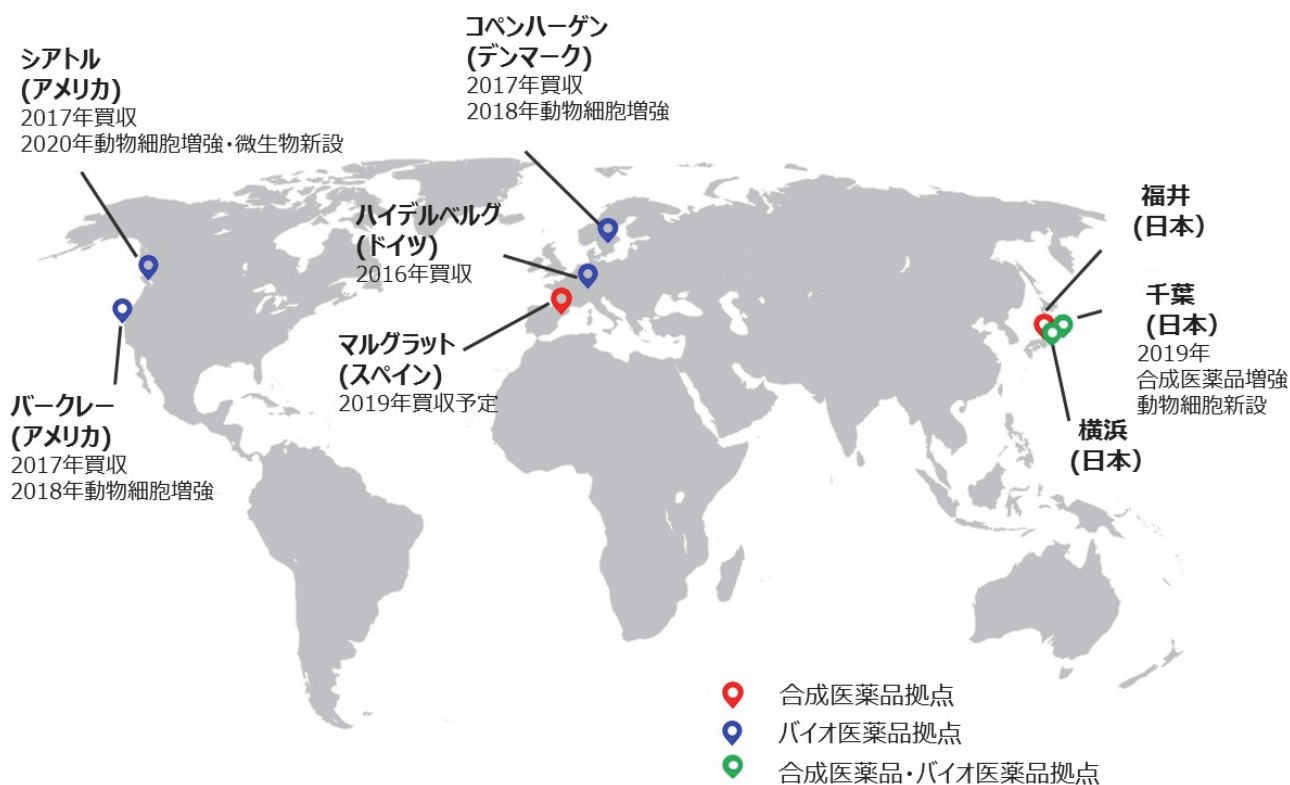 コペンハーゲン
(デンマーク)
2017年買収
2018年動物細胞増強
シアトル
(アメリカ)
2017年買収
2020年動物細胞増強・微生物新設
ハイデルベルグ
(ドイツ)
2016年買収
福井
(日本)
千葉
(日本)
2019年
合成医薬品増強
動物細胞新設
マルグラット
(スペイン)
2019年買収予定
バークレー
(アメリカ)
2017年買収
2018年動物細胞増強
横浜
(日本)
合成医薬品拠点
バイオ医薬品拠点
合成医薬品・バイオ医薬品拠点